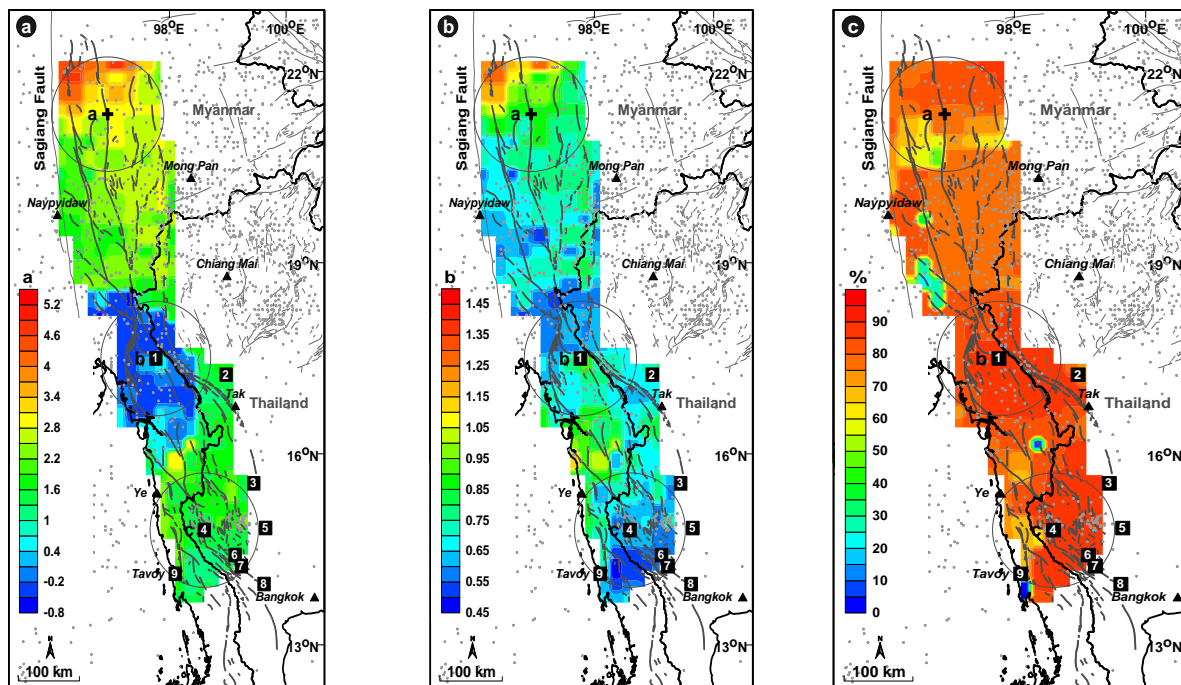 a
98°E
100°E
22°N
Sagiang Fault
Myanmar
a
Mong Pan
Naypyidaw
Chiang Mai
19°N
a
5.2
4.6
4
3.4
2.8
2.2
1.6
1
0.4
-0.2
-0.8
b 1
2
Tak
Thailand
16°N
Ye
3
4
5
6
7
8
9
Tavoy
Bangkok
N
100 km
13°N
b
98°E
100°E
22°N
Sagiang Fault
Myanmar
a
Mong Pan
Naypyidaw
Chiang Mai
19°N
b
1.45
1.35
1.25
1.15
1.05
0.95
0.85
0.75
0.65
0.55
0.45
b 1
2
Tak
Thailand
16°N
Ye
3
4
5
6
7
8
9
Tavoy
Bangkok
N
100 km
13°N
c
98°E
100°E
22°N
Sagiang Fault
Myanmar
a
Mong Pan
Naypyidaw
Chiang Mai
19°N
%
90
80
70
60
50
40
30
20
10
0
b 1
2
Tak
Thailand
16°N
Ye
3
4
5
6
7
8
9
Tavoy
Bangkok
N
100 km
13°N